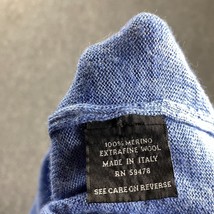 100% MERINO
EXTRAFINE WOOL
MADE IN ITALY
RN 59478
SEE CARE ON REVERSE